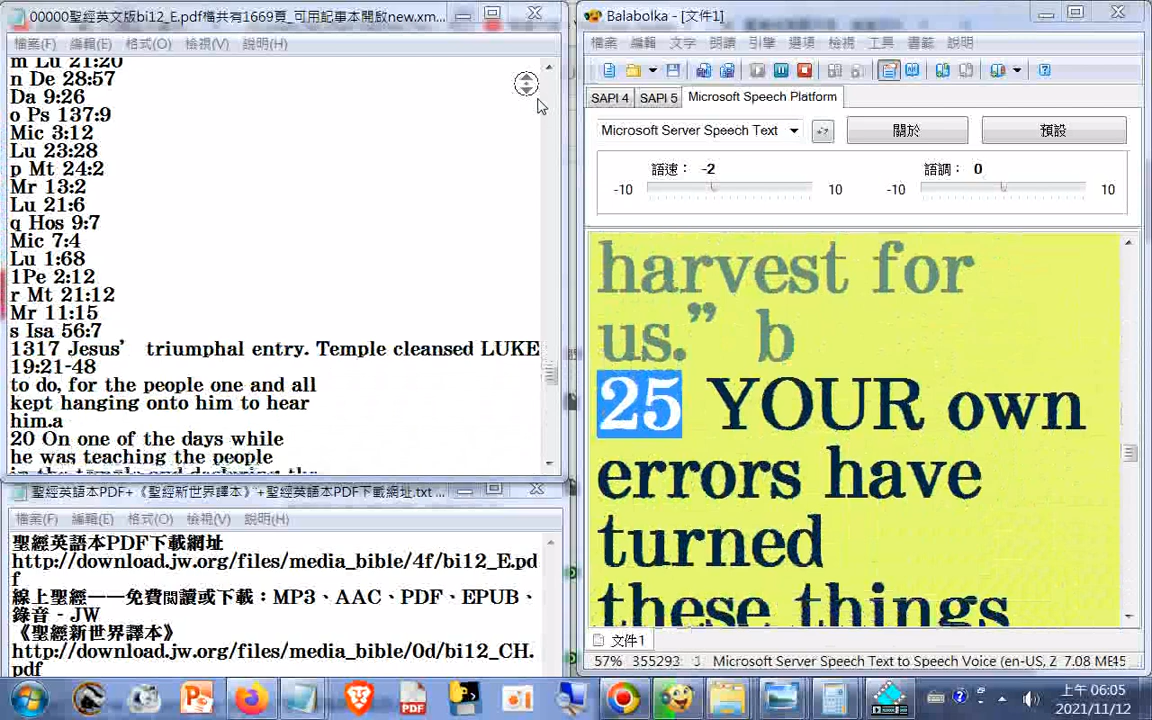 00000聖經英文版bi12_E.pdf檔共有1669頁_可用記事本開啟new.xm...
檔案(F) 編輯(E) 格式(O) 檢視(V) 說明(H)
m Lu 21:20
n De 28:57
Da 9:26
o Ps 137:9
Mic 3:12
Lu 23:28
p Mt 24:2
Mr 13:2
Lu 21:6
q Hos 9:7
Mic 7:4
Lu 1:68
1Pe 2:12
r Mt 21:12
Mr 11:15
s Isa 56:7
1317 Jesus’ triumphal entry. Temple cleansed LUKE
19:21-48
to do, for the people one and all
kept hanging onto him to hear
him.a
20 On one of the days while
he was teaching the people
in the temple and declaring the
聖經英語本PDF+《聖經新世界譯本》+聖經英語本PDF下載網址.txt ...
檔案(F) 編輯(E) 格式(O) 檢視(V) 說明(H)
聖經英語本PDF下載網址
http://download.jw.org/files/media_bible/4f/bi12_E.pd
f
線上聖經——免費閱讀或下載：MP3、AAC、PDF、EPUB、
錄音 - JW
《聖經新世界譯本》
http://download.jw.org/files/media_bible/0d/bi12_CH.
pdf
Balabolka - [文件1]
檔案 編輯 文字 朗讀 引擎 選項 檢視 工具 書籤 說明
SAPI 4 SAPI 5 Microsoft Speech Platform
Microsoft Server Speech Text 關於 預設
語速： -2 語調： 0
-10 10 -10 10
harvest for
us.” b
25 YOUR own
errors have
turned
these things
文件1
57% 355293 Microsoft Server Speech Text to Speech Voice (en-US, Z 7.08 ME45
上午 06:05
2021/11/12